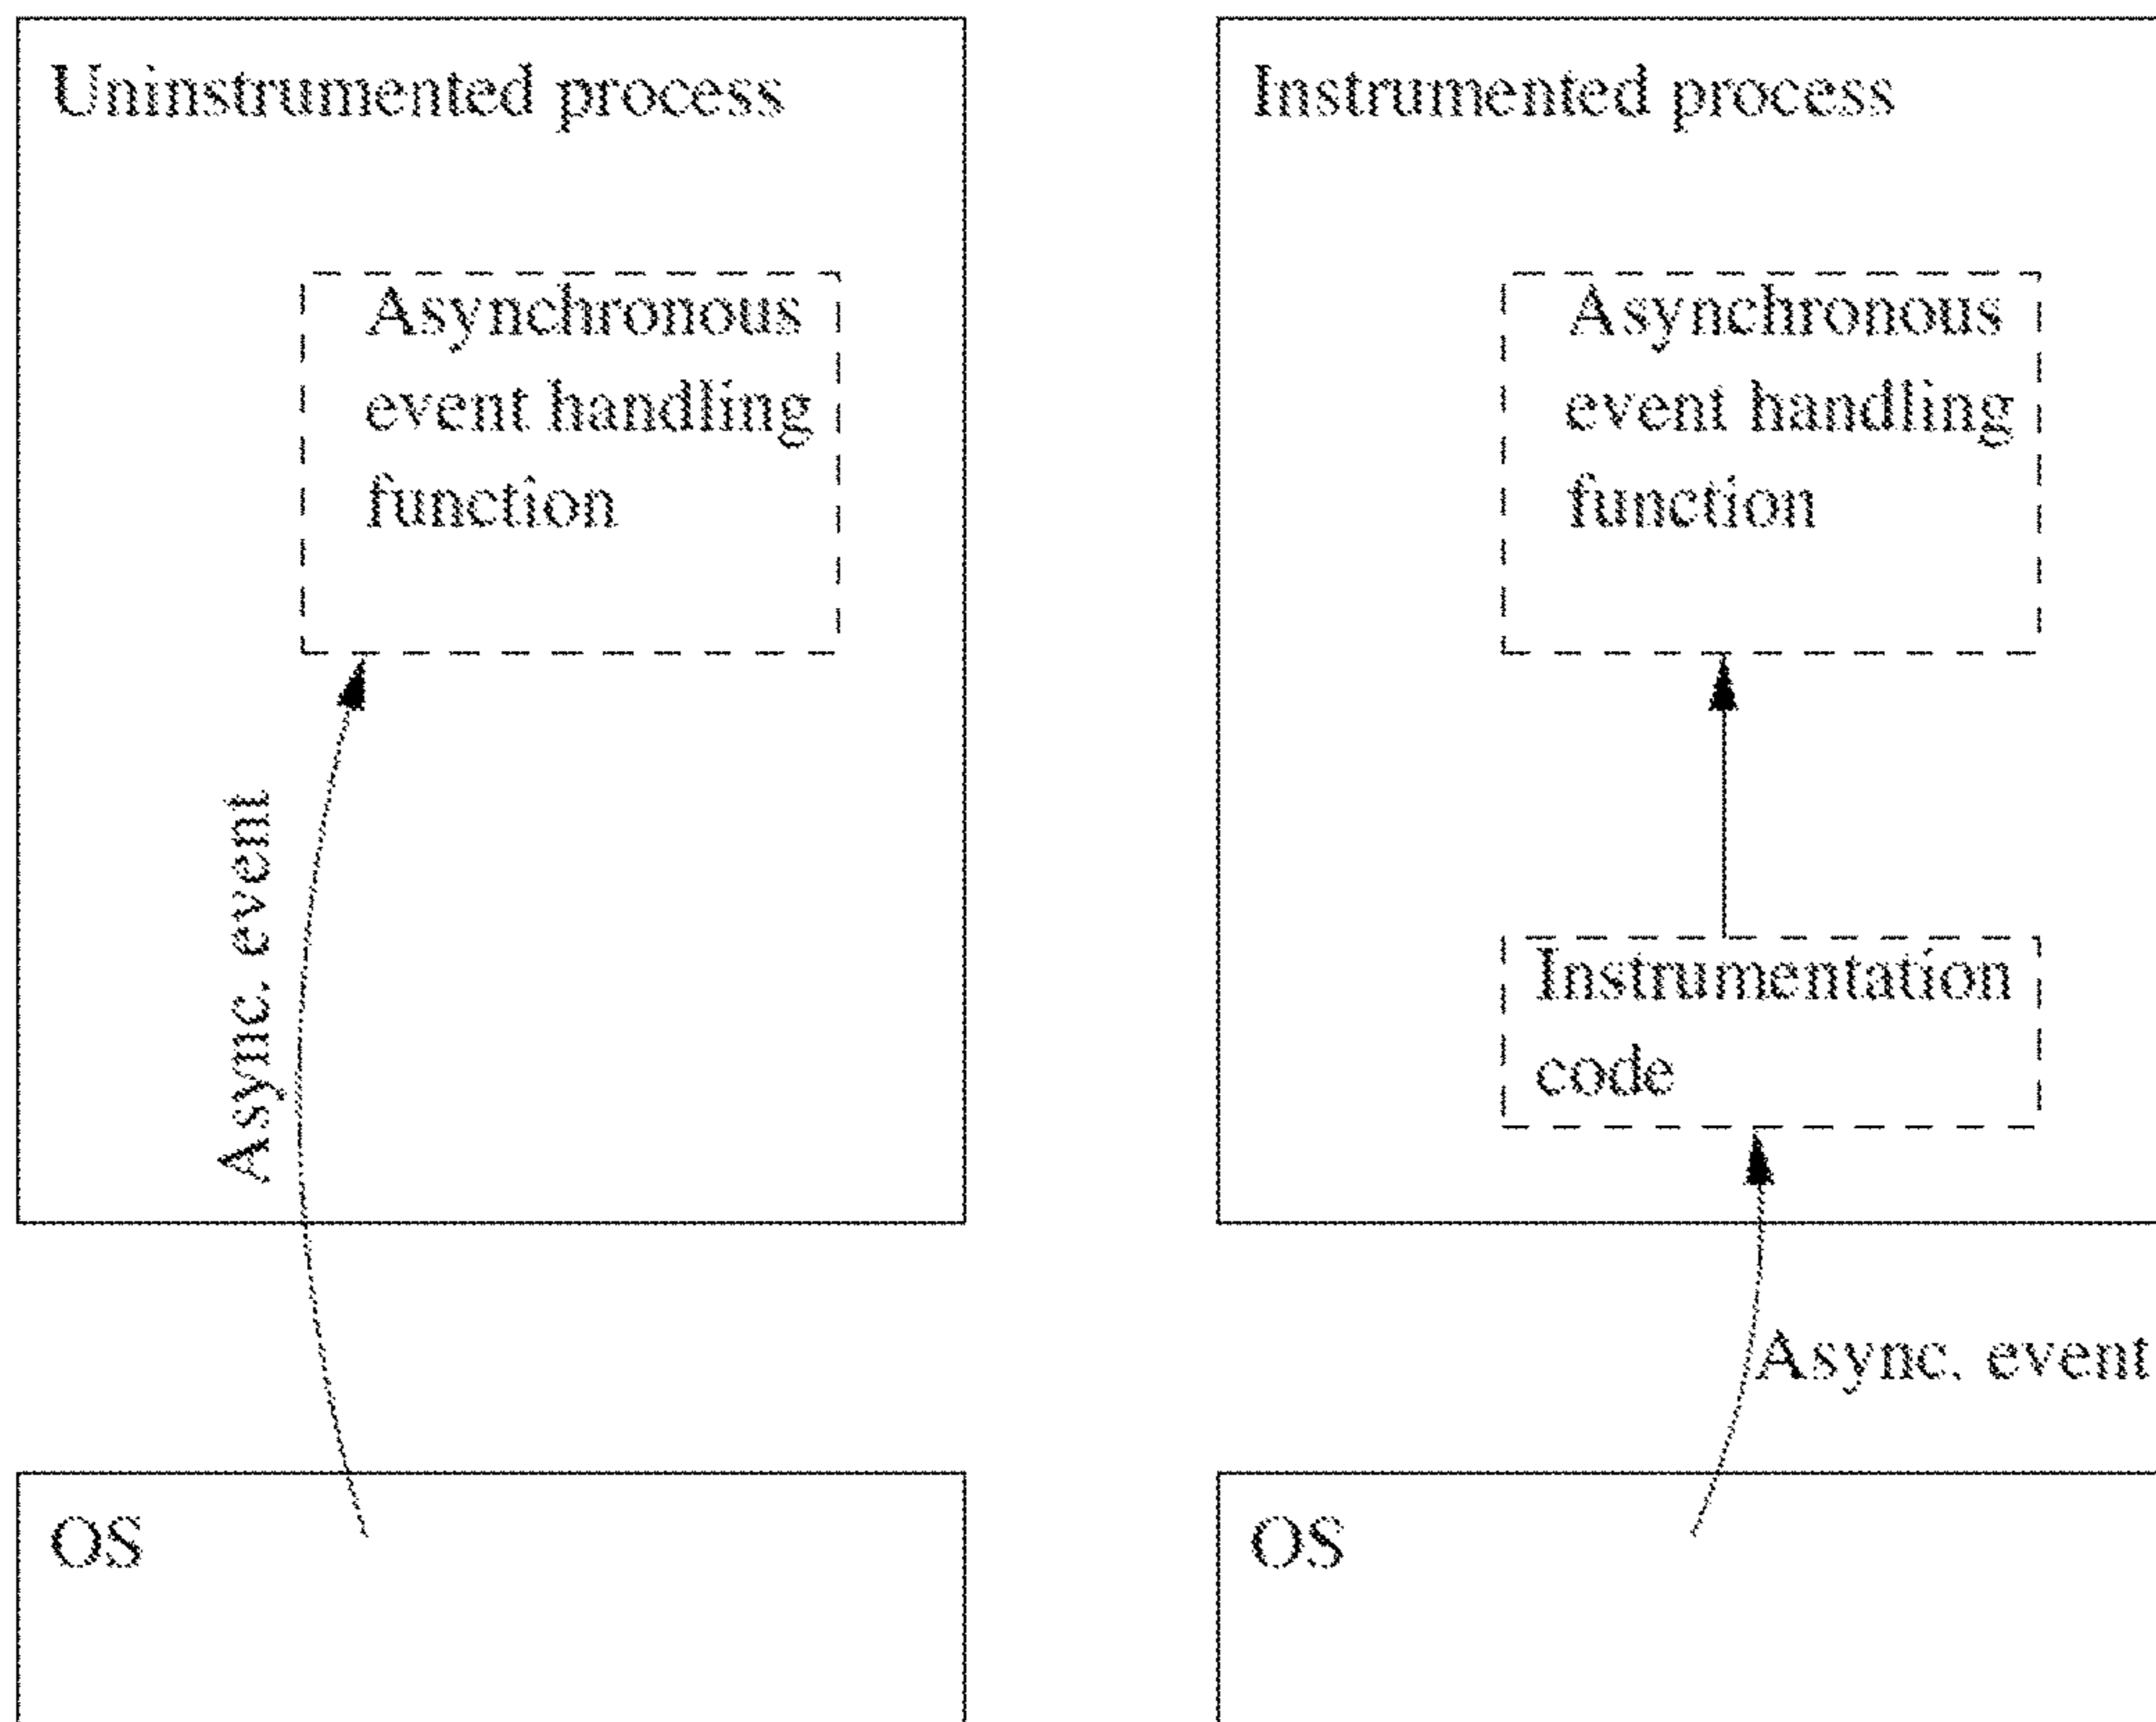 Uninstrumented process
Asynchronous
event handling
function
Async. event
OS
Instrumented process
Asynchronous
event handling
function
Instrumentation
code
Async. event
OS